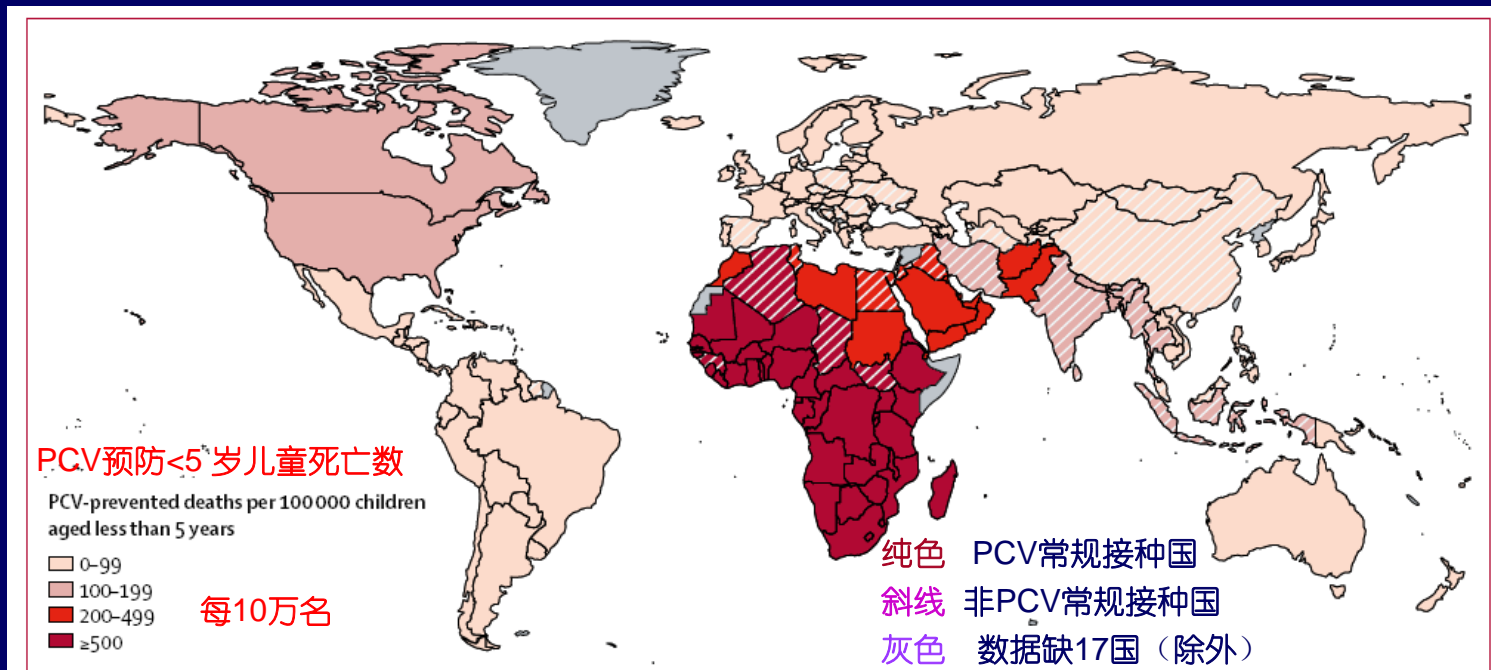 PCV预防<5 岁儿童死亡数
PCV-prevented deaths per 100 000 children
aged less than 5 years
0–99
100–199
200–499
≥500
每10万名
纯色 PCV常规接种国
斜线 非PCV常规接种国
灰色 数据缺17国（除外）